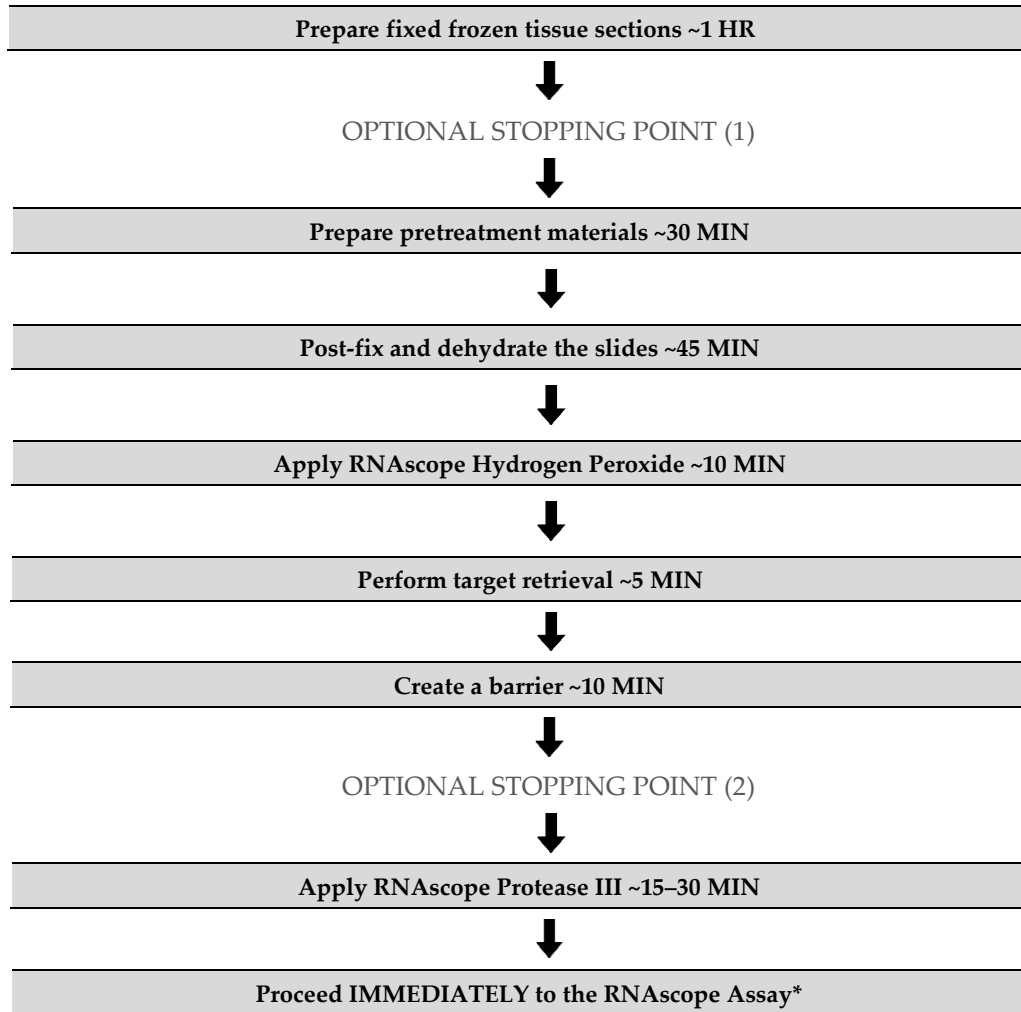 Prepare fixed frozen tissue sections ~1 HR
OPTIONAL STOPPING POINT (1)
Prepare pretreatment materials ~30 MIN
Post-fix and dehydrate the slides ~45 MIN
Apply RNAscope Hydrogen Peroxide ~10 MIN
Perform target retrieval ~5 MIN
Create a barrier ~10 MIN
OPTIONAL STOPPING POINT (2)
Apply RNAscope Protease III ~15–30 MIN
Proceed IMMEDIATELY to the RNAscope Assay*